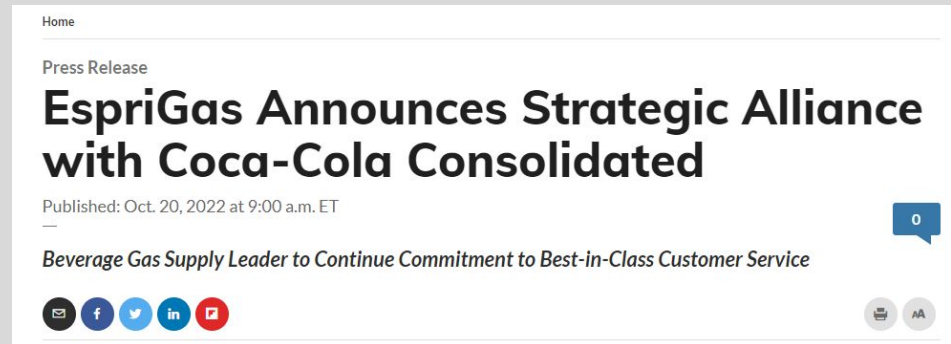 Home
Press Release
EspriGas Announces Strategic Alliance
with Coca-Cola Consolidated
Published: Oct. 20, 2022 at 9:00 a.m. ET
0
Beverage Gas Supply Leader to Continue Commitment to Best-in-Class Customer Service
f
in
AA